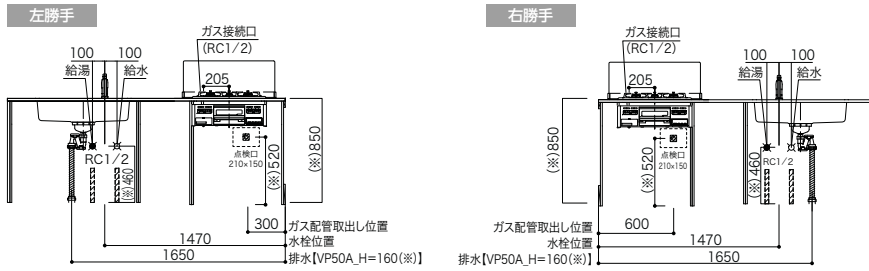 左勝手
ガス接続口
(RC1/2)
100 100
給湯 給水
205
RC1/2
点検口
210×150
(※)460
(※)520
(※)850
300 ガス配管取出し位置
1470 水栓位置
1650 排水【VP50A_H=160(※)】
右勝手
ガス接続口
(RC1/2)
100 100
給湯 給水
205
(※)850
点検口
210×150
(※)520
RC1/2
(※)460
ガス配管取出し位置 600
水栓位置 1470
排水【VP50A_H=160(※)】 1650